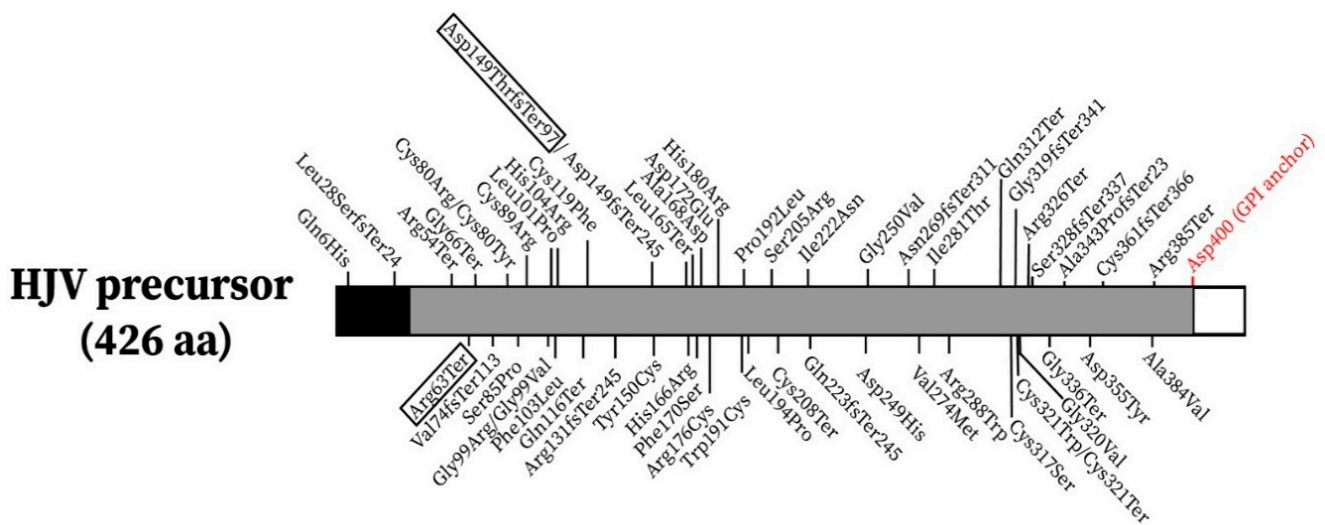 HJV precursor
(426 aa)
Gln6His
Leu28SerfsTer24
Arg54Ter
Gly66Ter
Cys80Arg/Cys80Tyr
Cys89Arg
Leu101Pro
His104Arg
Cys119Phe
Asp149ThrfsTer97
/ Asp149fsTer245
Leu165Ter
Ala68Asp
Asp172Glu
His180Arg
Pro192Leu
Ser205Arg
Ile222Asn
Gly250Val
Asn269fsTer311
Ile281Thr
Gln312Ter
Gly319fsTer341
Arg326Ter
Ser328fsTer337
Ala343ProfsTer23
Cys361fsTer366
Arg385Ter
Asp400 (GPI anchor)
Arg63Ter
Val74fsTer113
Ser85Pro
Gly99Arg/Gly99Val
Phe103Leu
Gln116Ter
Arg131fsTer245
Tyr150Cys
His166Arg
Phe170Ser
Arg176Cys
Trp191Cys
Leu194Pro
Cys208Ter
Gln223fsTer245
Asp249His
Val274Met
Arg288Trp
Cys317Ser
Cys321Trp/Cys321Ter
Gly320Val
Gly336Ter
Asp355Tyr
Ala384Val